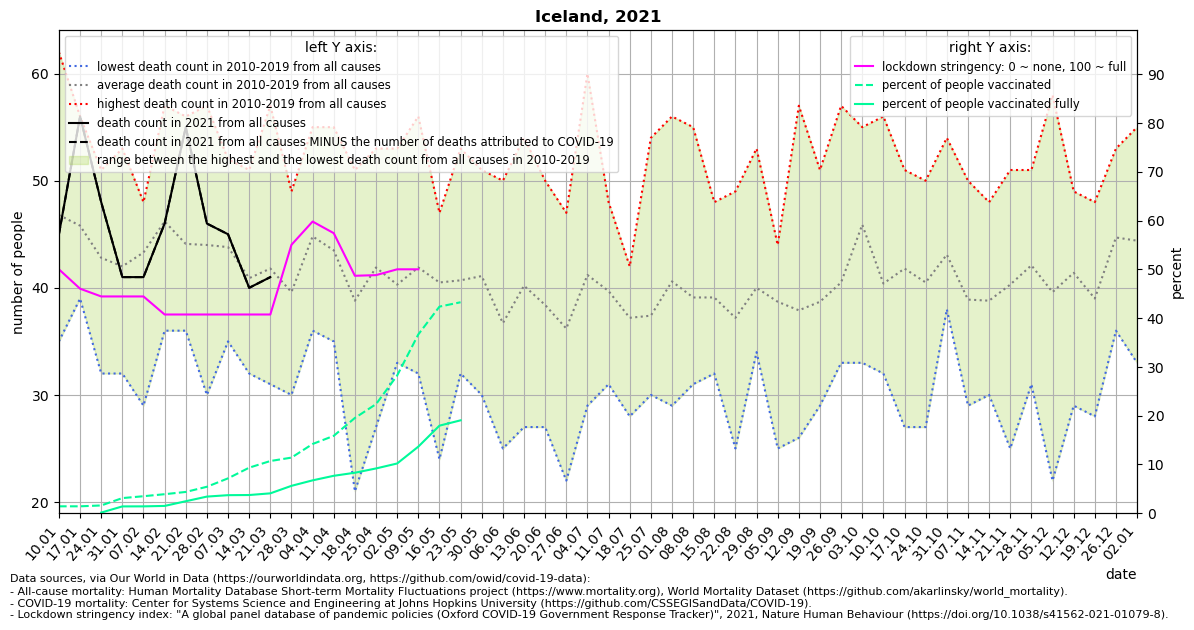 Iceland, 2021
left Y axis:
lowest death count in 2010-2019 from all causes
average death count in 2010-2019 from all causes
highest death count in 2010-2019 from all causes
death count in 2021 from all causes
death count in 2021 from all causes MINUS the number of deaths attributed to COVID-19
range between the highest and the lowest death count from all causes in 2010-2019
right Y axis:
lockdown stringency: 0 ~ none, 100 ~ full
percent of people vaccinated
percent of people vaccinated fully
number of people
60
50
40
30
20
percent
90
80
70
60
50
40
30
20
10
0
10.01 17.01 24.01 31.01 07.02 14.02 21.02 28.02 07.03 14.03 21.03 28.03 04.04 11.04 18.04 25.04 02.05 09.05 16.05 23.05 30.05 06.06 13.06 20.06 27.06 04.07 11.07 18.07 25.07 01.08 08.08 15.08 22.08 29.08 05.09 12.09 19.09 26.09 03.10 10.10 17.10 24.10 31.10 07.11 14.11 21.11 28.11 05.12 12.12 19.12 26.12 02.01
date
Data sources, via Our World in Data (https://ourworldindata.org, https://github.com/owid/covid-19-data):
- All-cause mortality: Human Mortality Database Short-term Mortality Fluctuations project (https://www.mortality.org), World Mortality Dataset (https://github.com/akarlinsky/world_mortality).
- COVID-19 mortality: Center for Systems Science and Engineering at Johns Hopkins University (https://github.com/CSSEGISandData/COVID-19).
- Lockdown stringency index: "A global panel database of pandemic policies (Oxford COVID-19 Government Response Tracker)", 2021, Nature Human Behaviour (https://doi.org/10.1038/s41562-021-01079-8).